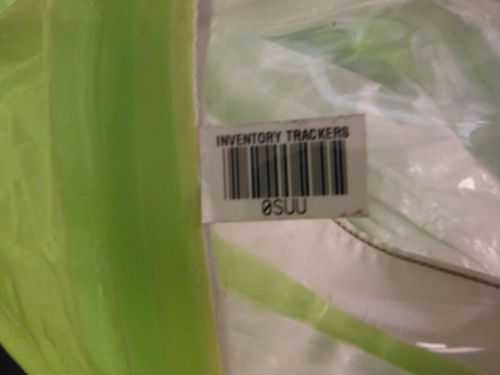 INVENTORY TRACKERS
0SUU